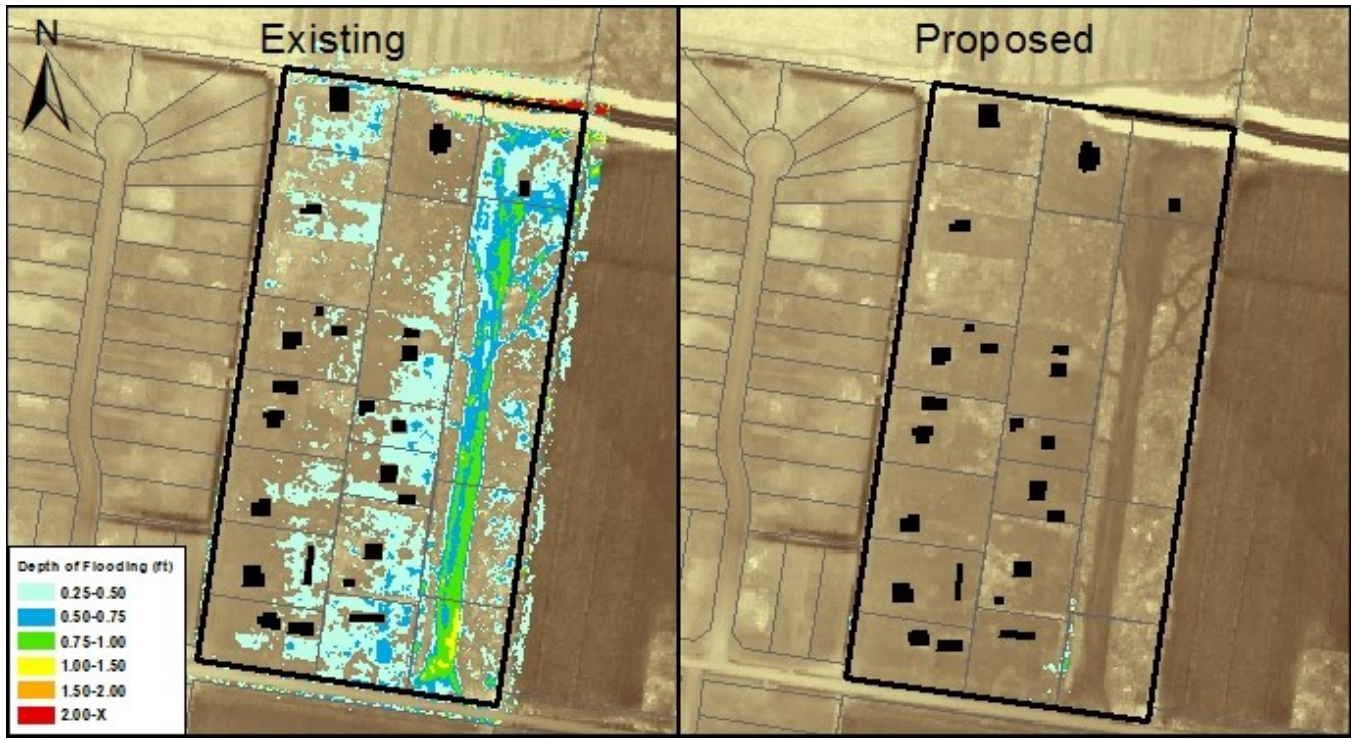 Existing
Proposed
N
Depth of Flooding (ft)
0.25-0.50
0.50-0.75
0.75-1.00
1.00-1.50
1.50-2.00
2.00-X